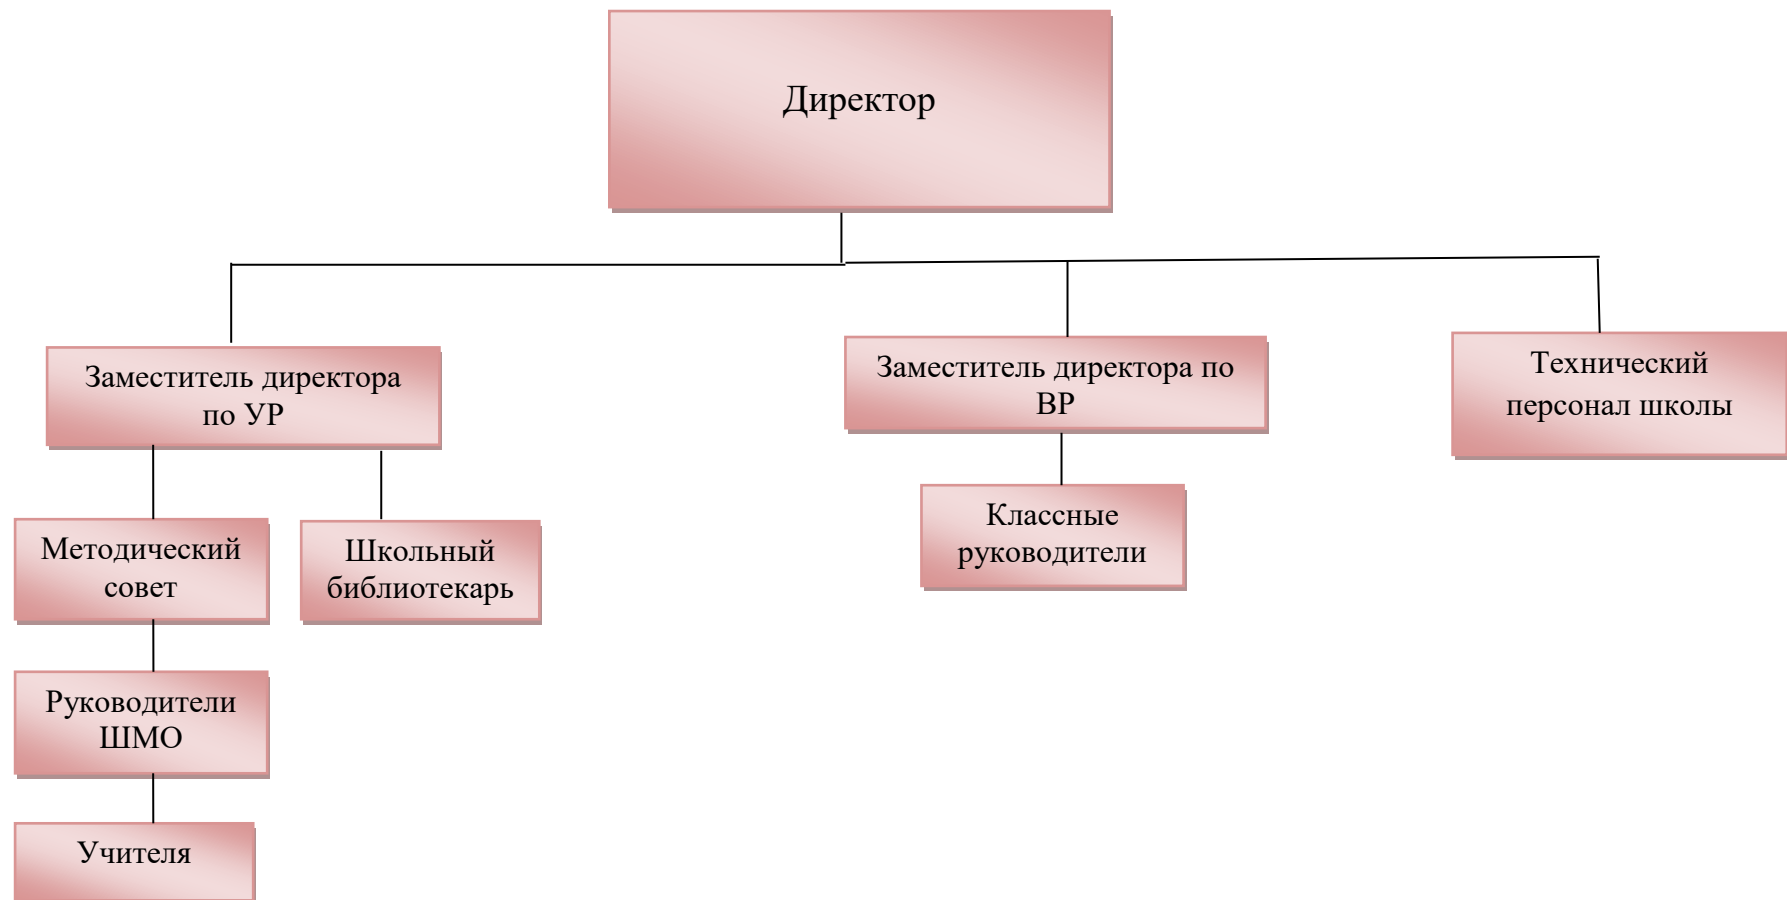 Директор
Заместитель директора
по УР
Заместитель директора по
ВР
Технический
персонал школы
Методический
совет
Школьный
библиотекарь
Классные
руководители
Руководители
ШМО
Учителя